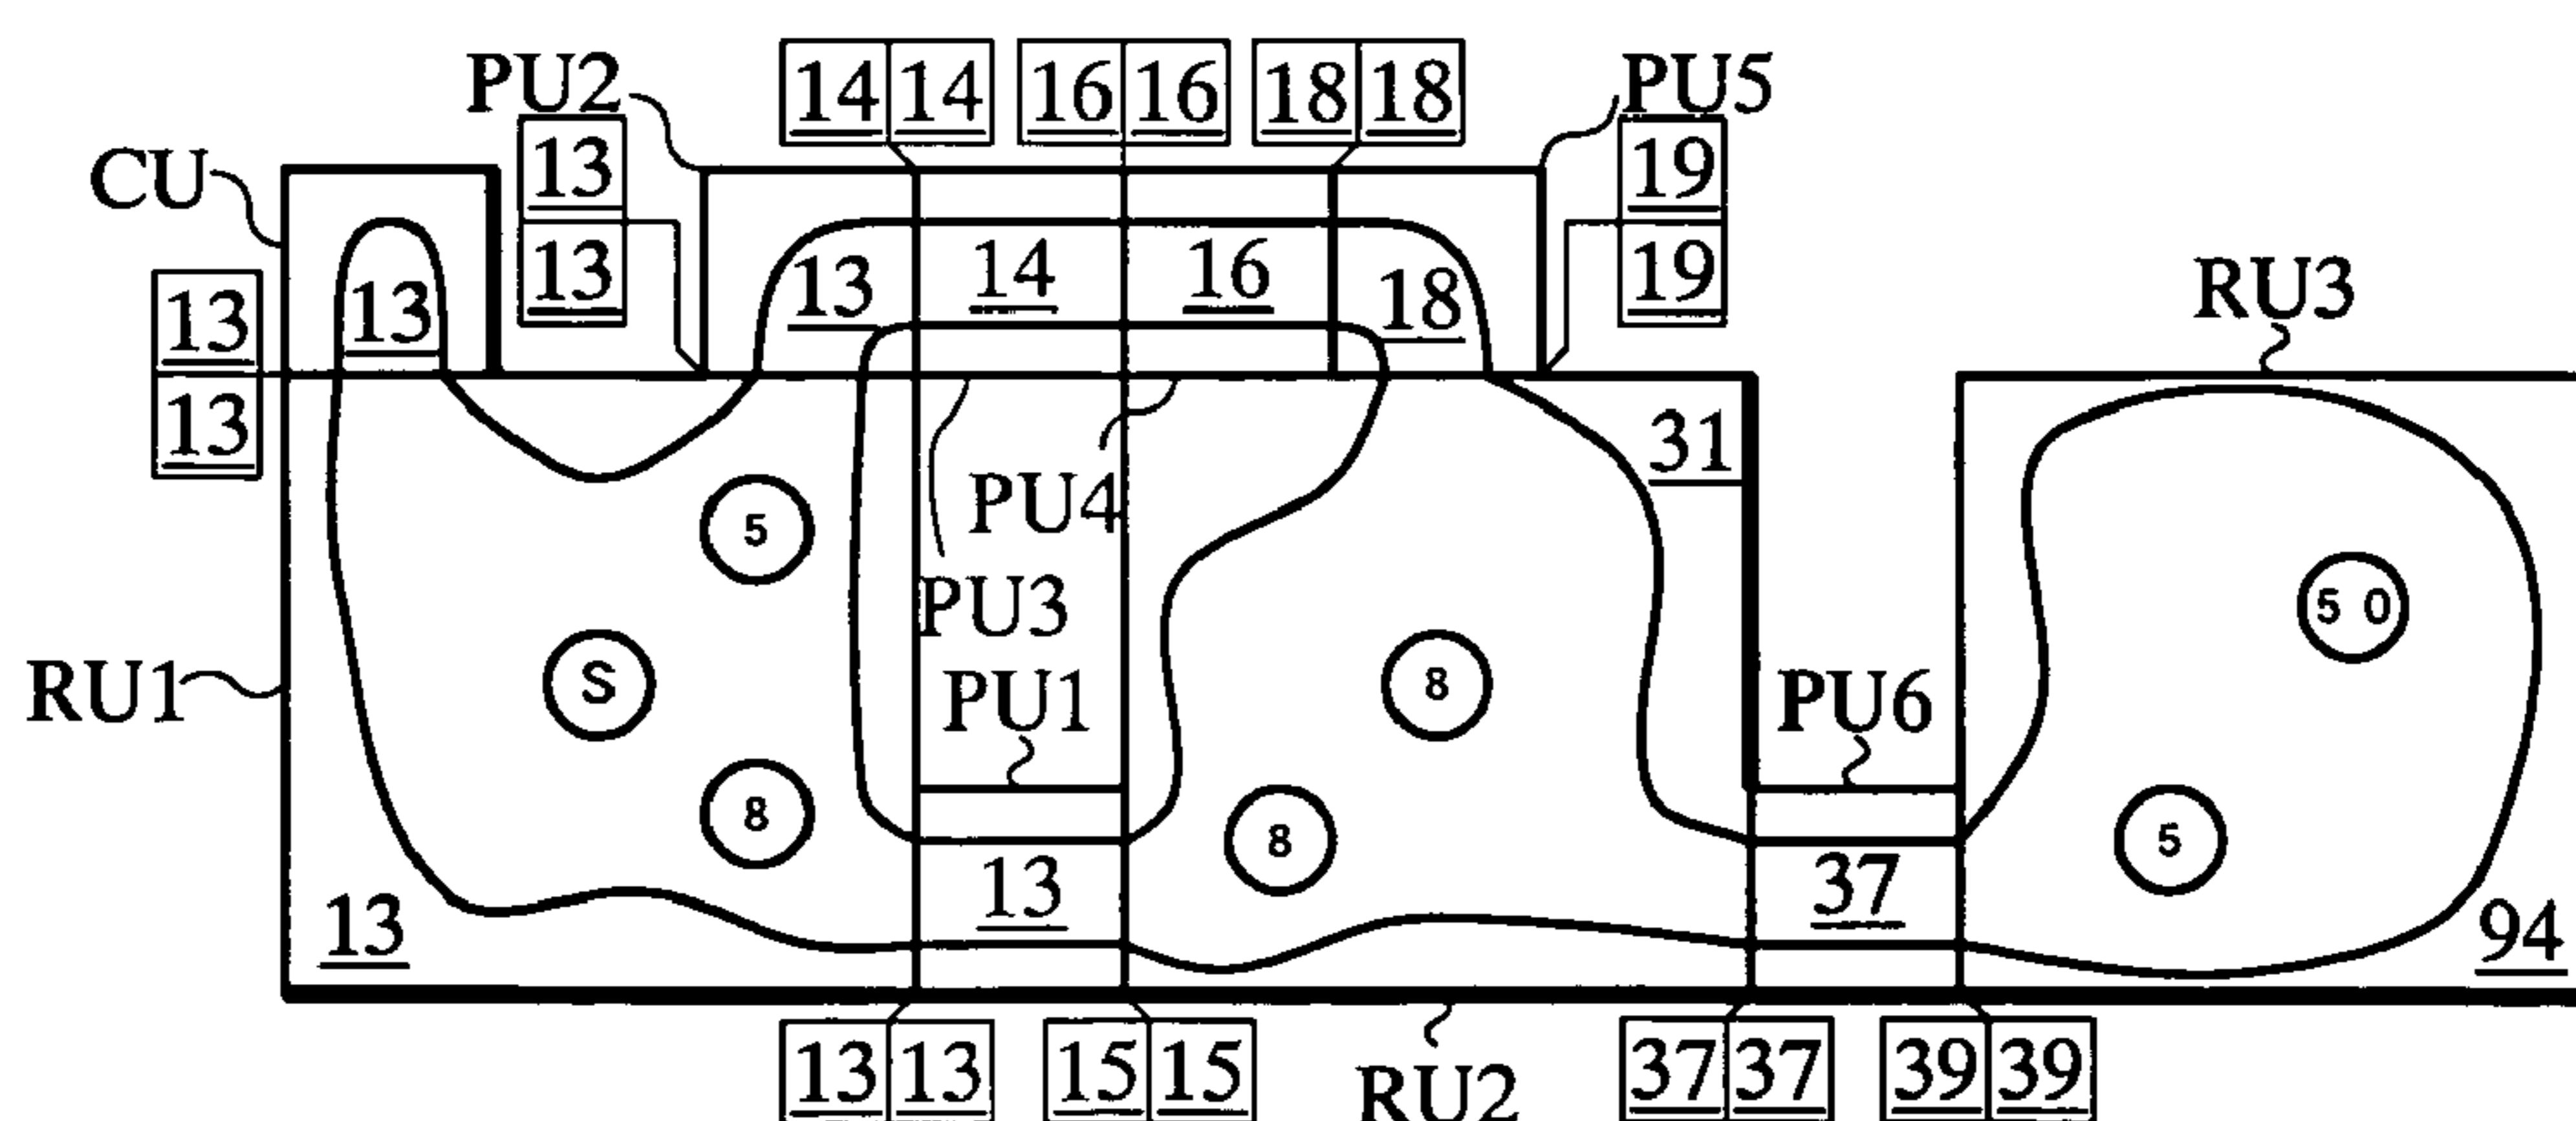 PU2 14 14 16 16 18 18 PU5
CU 13 19
13 13 14 16 18 19 RU3
13 13
13 31
5 PU4
PU3 5 0
RU1 S PU1 8 PU6
8 8 5
13 13 37 94
13 13 15 15 RU2 37 37 39 39